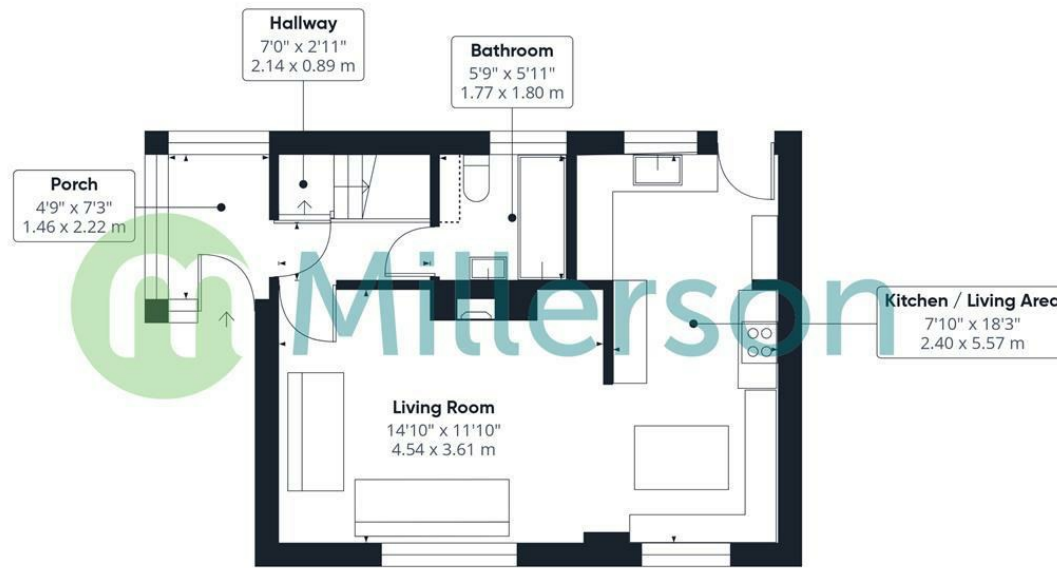 Hallway
7'0" x 2'11"
2.14 x 0.89 m
Bathroom
5'9" x 5'11"
1.77 x 1.80 m
Porch
4'9" x 7'3"
1.46 x 2.22 m
m Millerson
Kitchen / Living Area
7'10" x 18'3"
2.40 x 5.57 m
Living Room
14'10" x 11'10"
4.54 x 3.61 m